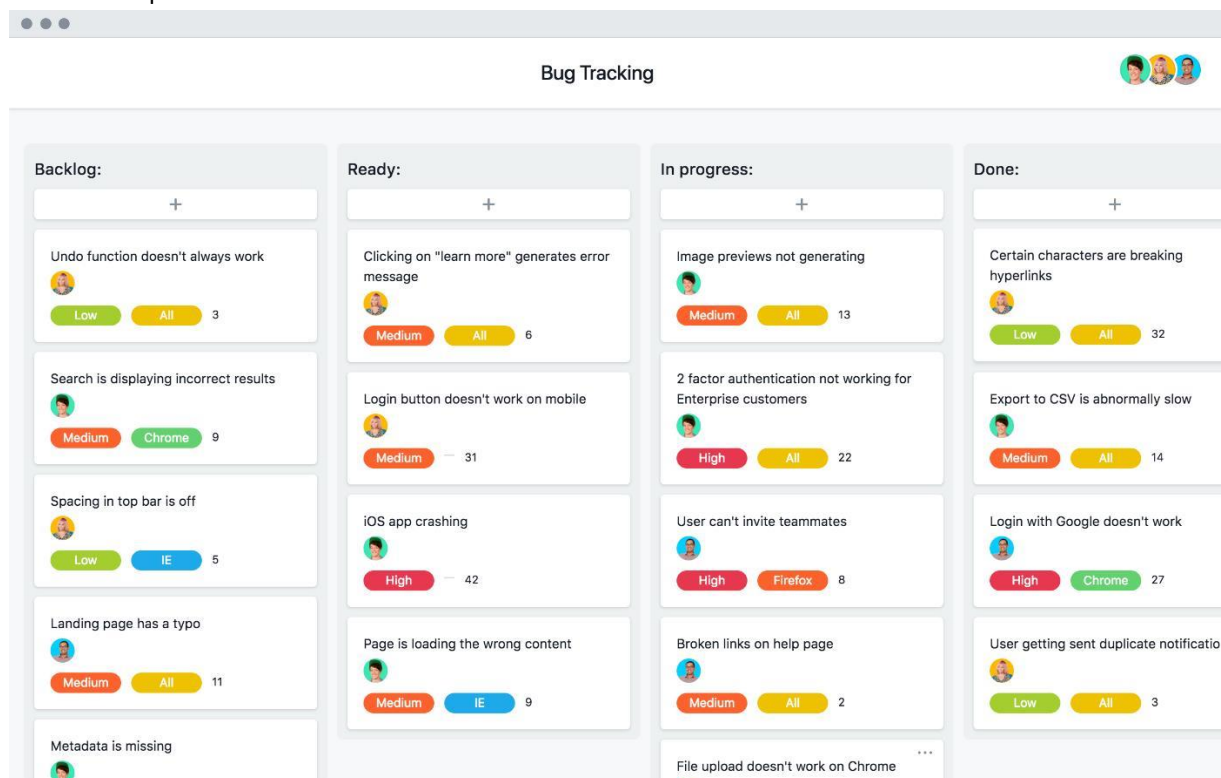 Bug Tracking
Backlog:
+
Undo function doesn't always work
Low All 3
Search is displaying incorrect results
Medium Chrome 9
Spacing in top bar is off
Low IE 5
Landing page has a typo
Medium All 11
Metadata is missing
Ready:
+
Clicking on "learn more" generates error
message
Medium All 6
Login button doesn't work on mobile
Medium – 31
iOS app crashing
High – 42
Page is loading the wrong content
Medium IE 9
In progress:
+
Image previews not generating
Medium All 13
2 factor authentication not working for
Enterprise customers
High All 22
User can't invite teammates
High Firefox 8
Broken links on help page
Medium All 2
...
File upload doesn't work on Chrome
Done:
+
Certain characters are breaking
hyperlinks
Low All 32
Export to CSV is abnormally slow
Medium All 14
Login with Google doesn't work
High Chrome 27
User getting sent duplicate notificatio
Low All 3